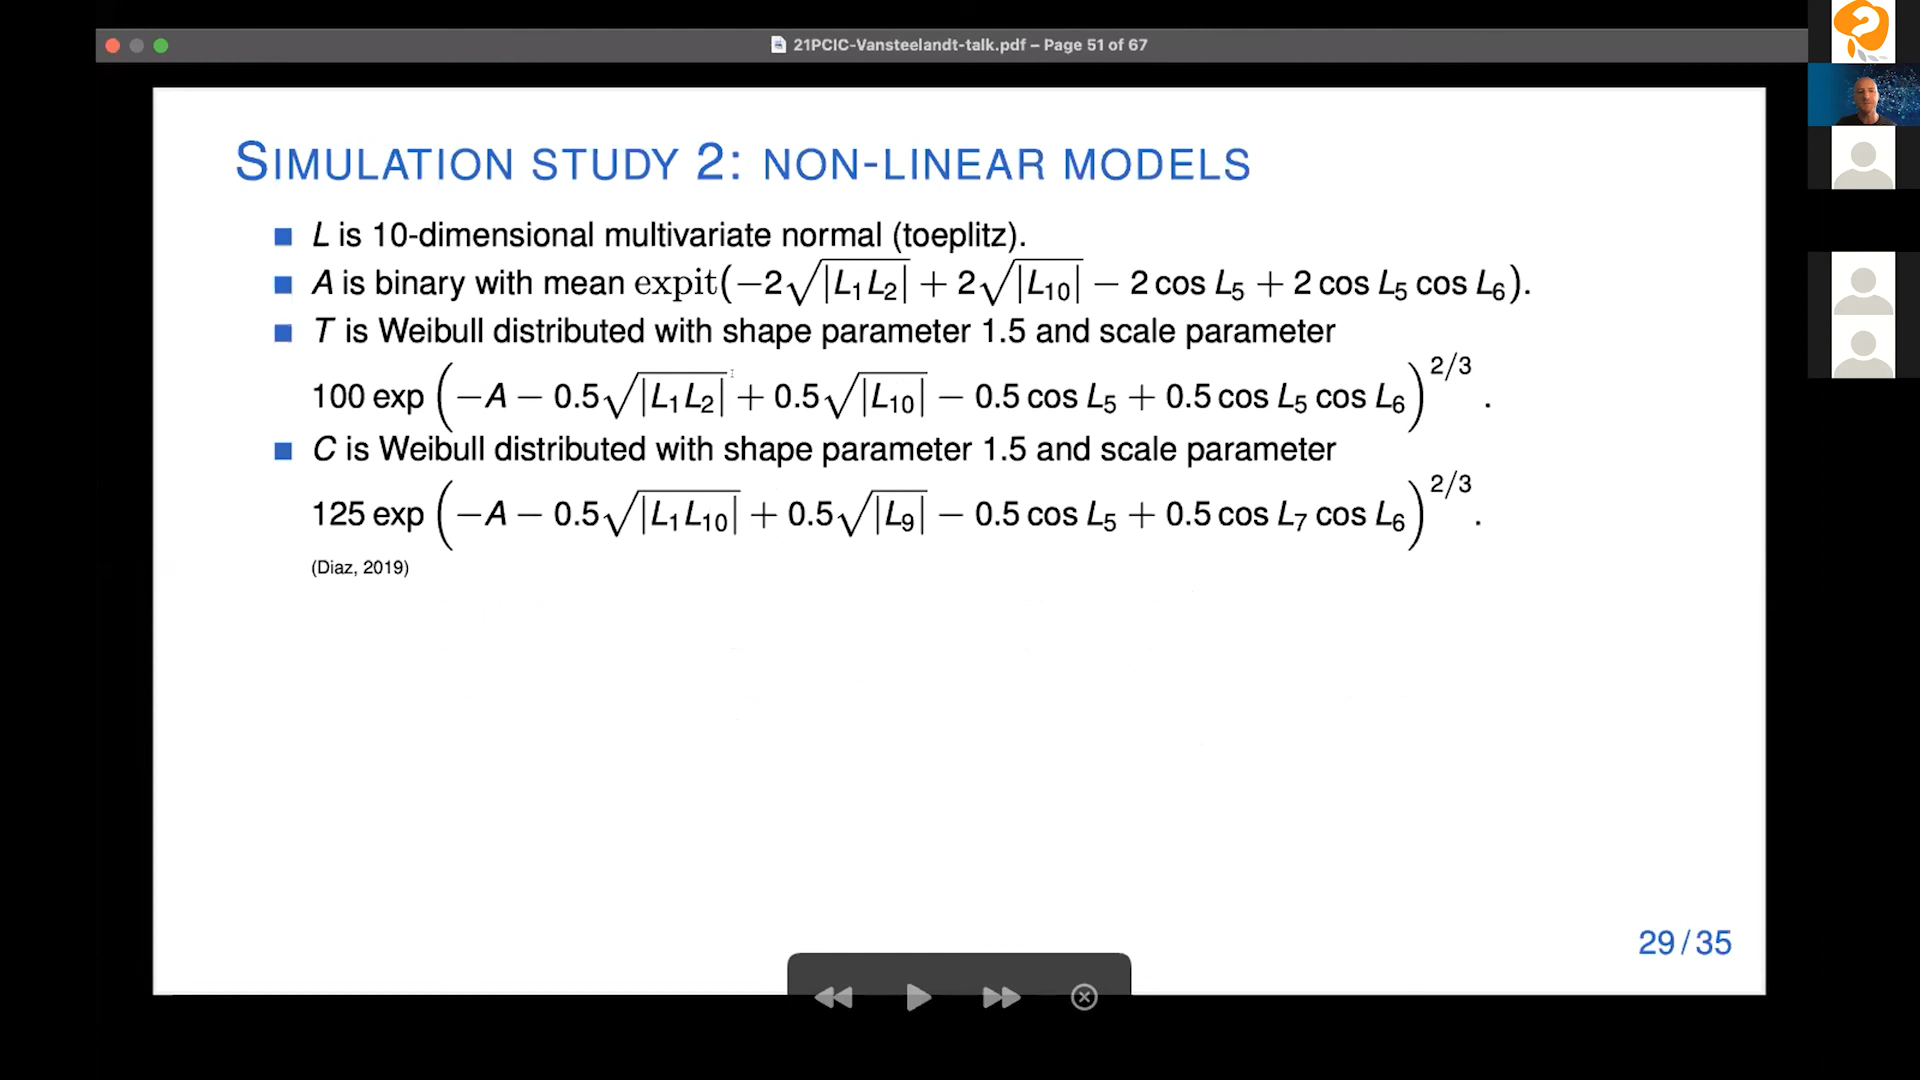 21PCIC-Vansteelandt-talk.pdf – Page 51 of 67
SIMULATION STUDY 2: NON-LINEAR MODELS
L is 10-dimensional multivariate normal (toeplitz).
A is binary with mean expit(−2√|L₁L₂| + 2√|L₁₀| − 2 cos L₅ + 2 cos L₅ cos L₆).
T is Weibull distributed with shape parameter 1.5 and scale parameter
100 exp (−A − 0.5√|L₁L₂| + 0.5√|L₁₀| − 0.5 cos L₅ + 0.5 cos L₅ cos L₆)^2/3 .
C is Weibull distributed with shape parameter 1.5 and scale parameter
125 exp (−A − 0.5√|L₁L₁₀| + 0.5√|L₉| − 0.5 cos L₅ + 0.5 cos L₇ cos L₆)^2/3 .
(Diaz, 2019)
29/35